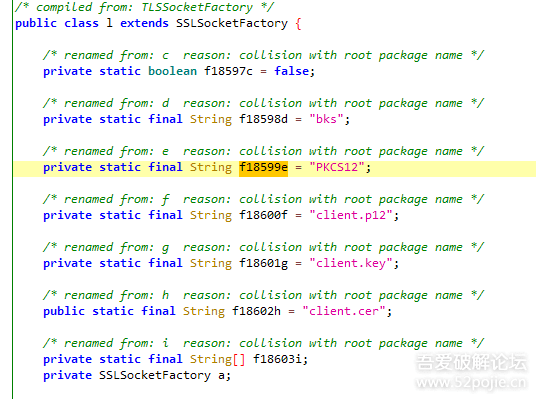 /* compiled from: TLSSocketFactory */
public class l extends SSLSocketFactory {
/* renamed from: c  reason: collision with root package name */
private static boolean f18597c = false;
/* renamed from: d  reason: collision with root package name */
private static final String f18598d = "bks";
/* renamed from: e  reason: collision with root package name */
private static final String f18599e = "PKCS12";
/* renamed from: f  reason: collision with root package name */
private static final String f18600f = "client.p12";
/* renamed from: g  reason: collision with root package name */
private static final String f18601g = "client.key";
/* renamed from: h  reason: collision with root package name */
public static final String f18602h = "client.cer";
/* renamed from: i  reason: collision with root package name */
private static final String[] f18603i;
private SSLSocketFactory a;
吾爱破解论坛
www.52pojie.cn